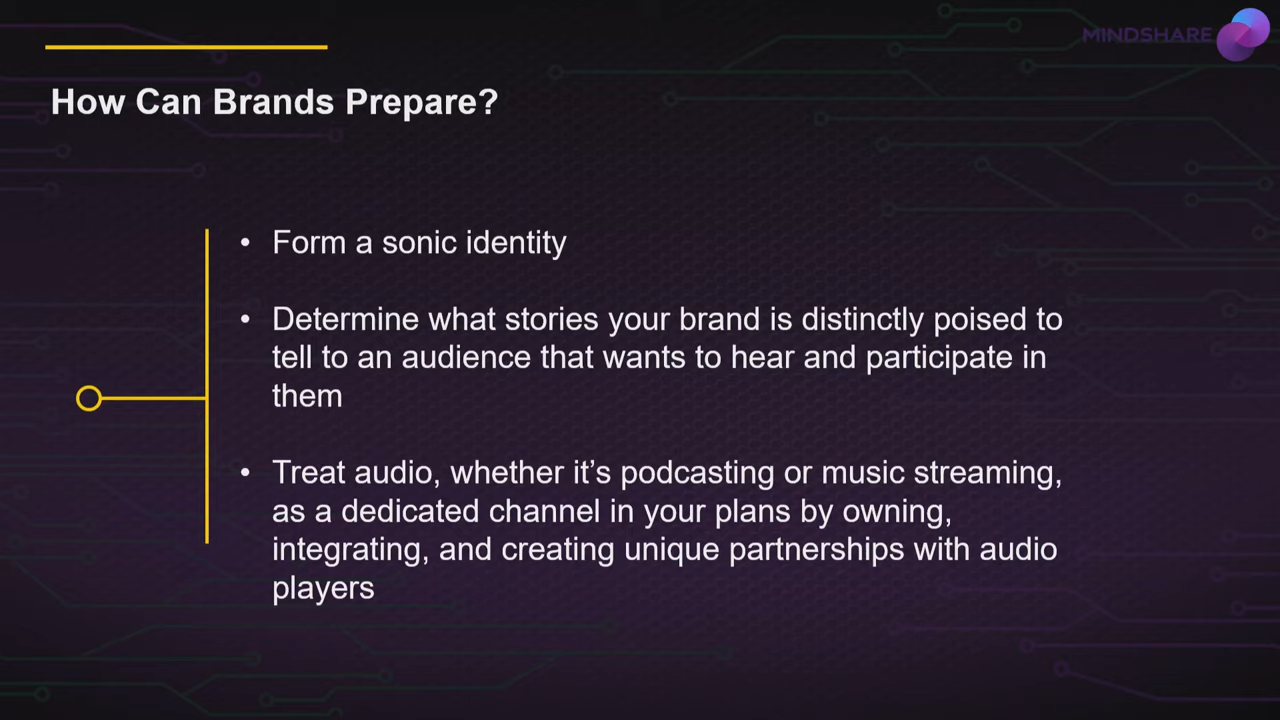 MINDSHARE
How Can Brands Prepare?
• Form a sonic identity
• Determine what stories your brand is distinctly poised to
tell to an audience that wants to hear and participate in
them
• Treat audio, whether it’s podcasting or music streaming,
as a dedicated channel in your plans by owning,
integrating, and creating unique partnerships with audio
players